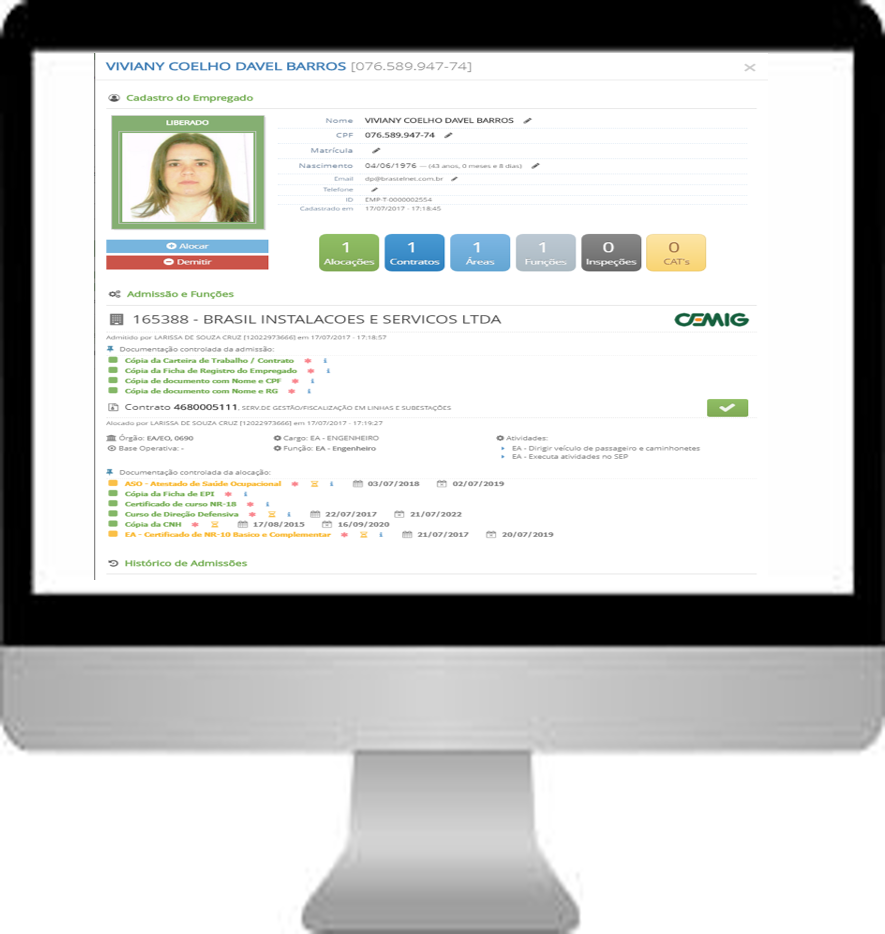 VIVIANY COELHO DAVEL BARROS [076.589.947-74] ×
Cadastro do Empregado
LIBERADO
Nome VIVIANY COELHO DAVEL BARROS
CPF 076.589.947-74
Matrícula
Nascimento 04/06/1976 — (43 anos, 0 meses e 8 dias)
Email dp@brasielnet.com.br
Telefone
ID EMP-T-0000002554
Cadastrado em 17/07/2017 - 17:18:45
Alocar
Demitir
1 Alocações
1 Contratos
1 Áreas
1 Funções
0 Inspeções
0 CAT's
Admissão e Funções
165388 - BRASIL INSTALACOES E SERVICOS LTDA CEMIG
Admitido por LARISSA DE SOUZA CRUZ [12022973666] em 17/07/2017 - 17:18:57
Documentação controlada da admissão:
Cópia da Carteira de Trabalho / Contrato
Cópia da Ficha de Registro do Empregado
Cópia de documento com Nome e CPF
Cópia de documento com Nome e RG
Contrato 4680005111, SERV.DE GESTÃO/FISCALIZAÇÃO EM LINHAS E SUBESTAÇÕES
Alocado por LARISSA DE SOUZA CRUZ [12022973666] em 17/07/2017 - 17:19:27
Órgão: EA/EO, 0690 Cargo: EA - ENGENHEIRO Atividades:
Base Operativa: - Função: EA - Engenheiro EA - Dirigir veículo de passageiro e caminhonetes
EA - Executa atividades no SEP
Documentação controlada da alocação:
ASO - Atestado de Saúde Ocupacional 03/07/2018 02/07/2019
Cópia da Ficha de EPI
Certificado de curso NR-18
Curso de Direção Defensiva 22/07/2017 21/07/2022
Cópia da CNH 17/08/2015 16/09/2020
EA - Certificado de NR-10 Basico e Complementar 21/07/2017 20/07/2019
Histórico de Admissões